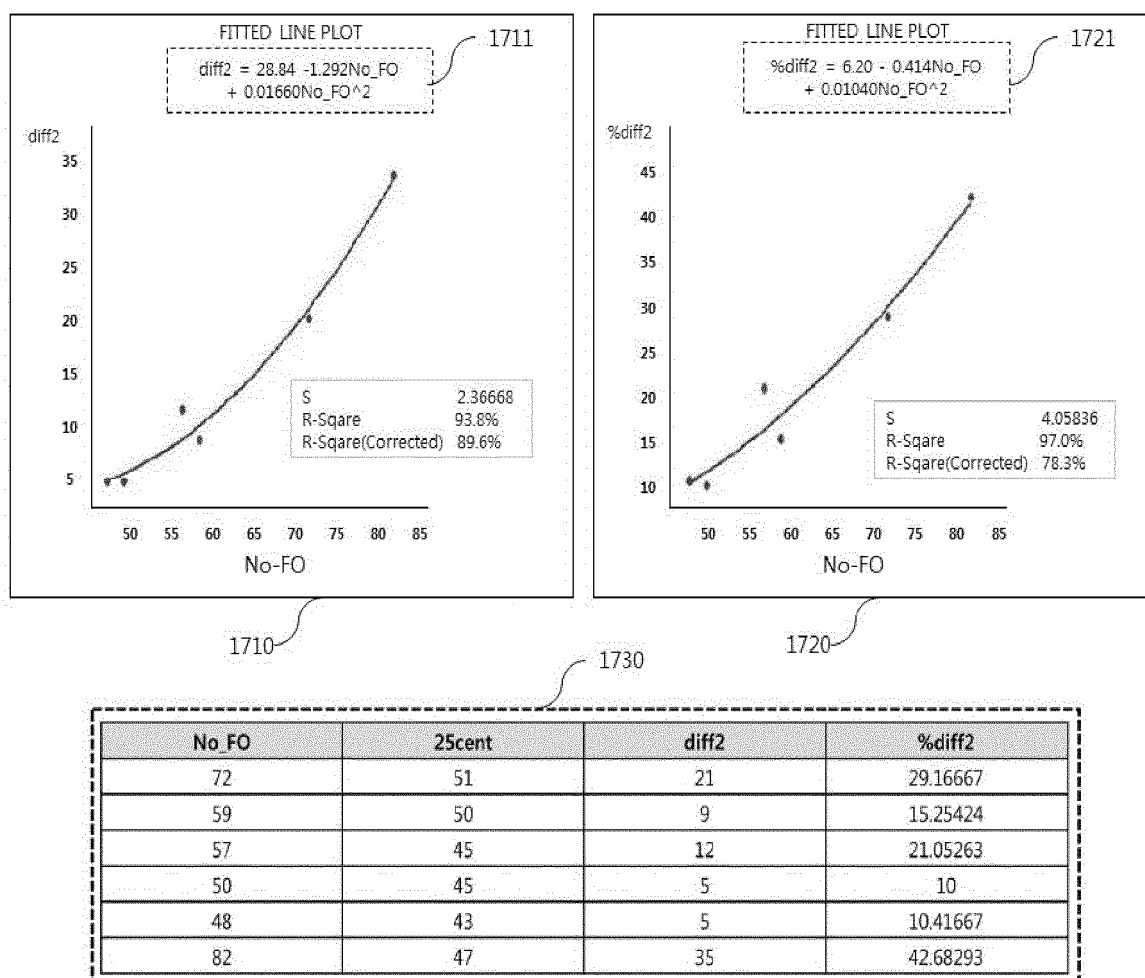 FITTED LINE PLOT
1711
diff2 = 28.84 -1.292No_FO
+ 0.01660No_FO^2
diff2
35
30
25
20
15
10
5
S 2.36668
R-Sqare 93.8%
R-Sqare(Corrected) 89.6%
50 55 60 65 70 75 80 85
No-FO
1710
FITTED LINE PLOT
1721
%diff2 = 6.20 - 0.414No_FO
+ 0.01040No_FO^2
%diff2
45
40
35
30
25
20
15
10
S 4.05836
R-Sqare 97.0%
R-Sqare(Corrected) 78.3%
50 55 60 65 70 75 80 85
No-FO
1720
1730
No_FO 25cent diff2 %diff2
72 51 21 29.16667
59 50 9 15.25424
57 45 12 21.05263
50 45 5 10
48 43 5 10.41667
82 47 35 42.68293